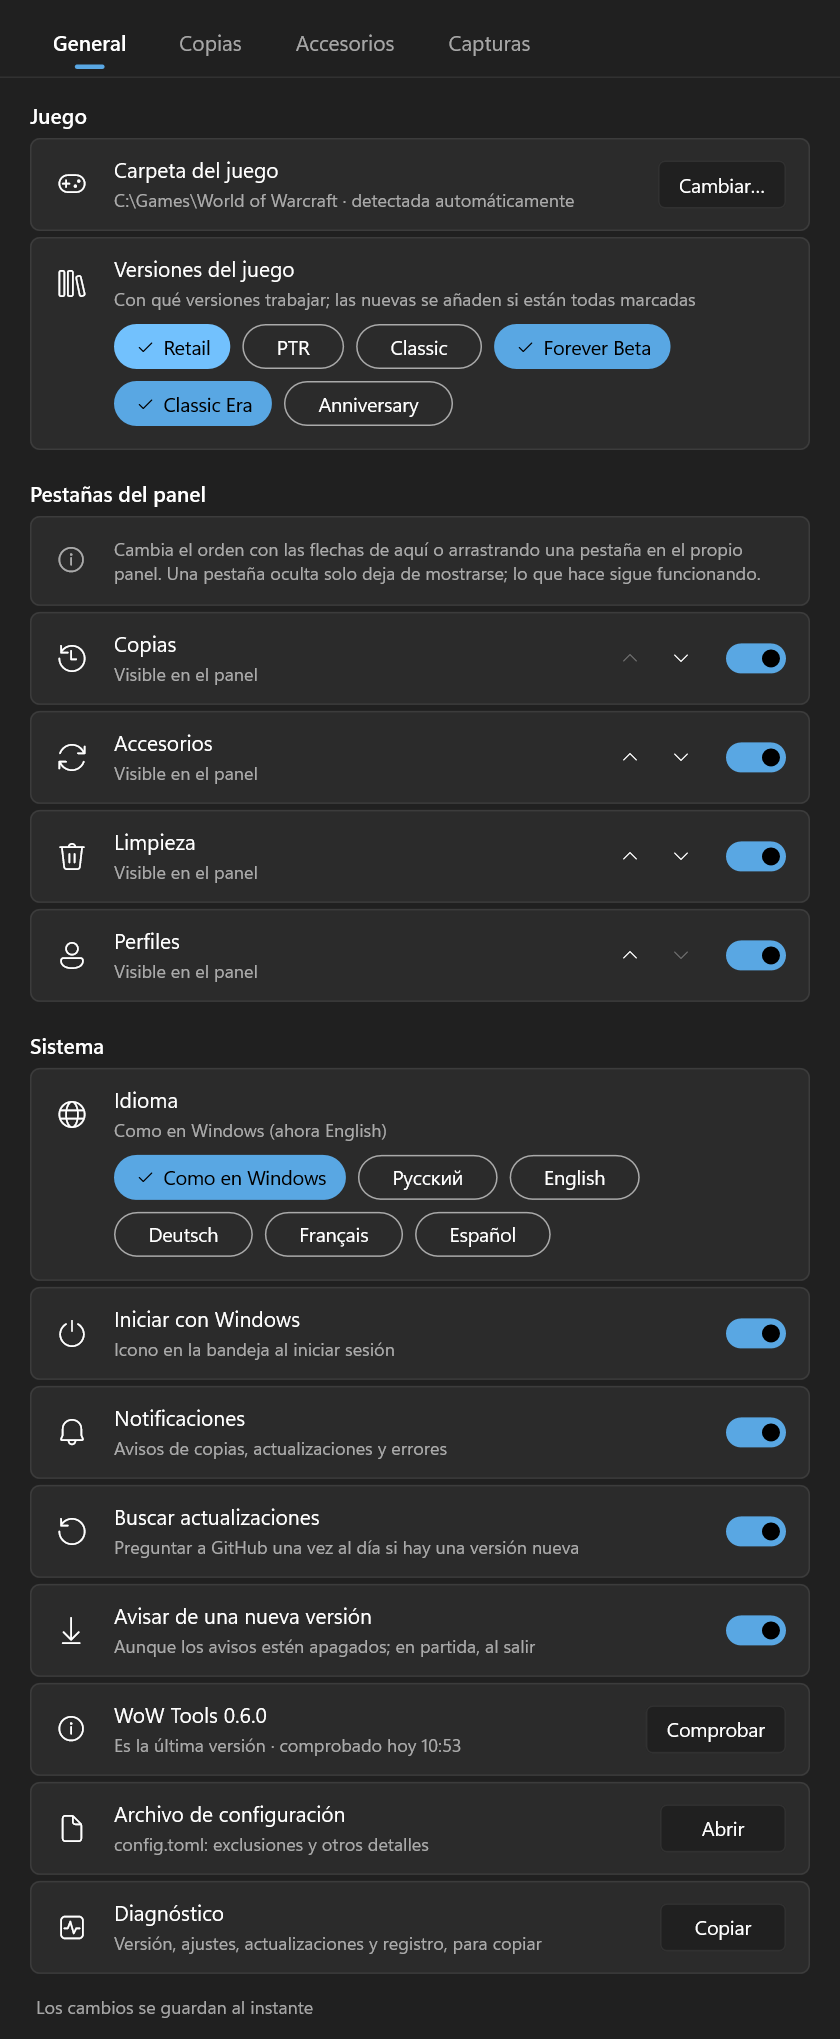 General Copias Accesorios Capturas
Juego
Carpeta del juego
C:\Games\World of Warcraft · detectada automáticamente
Cambiar...
Versiones del juego
Con qué versiones trabajar; las nuevas se añaden si están todas marcadas
Retail PTR Classic Forever Beta
Classic Era Anniversary
Pestañas del panel
Cambia el orden con las flechas de aquí o arrastrando una pestaña en el propio
panel. Una pestaña oculta solo deja de mostrarse; lo que hace sigue funcionando.
Copias
Visible en el panel
Accesorios
Visible en el panel
Limpieza
Visible en el panel
Perfiles
Visible en el panel
Sistema
Idioma
Como en Windows (ahora English)
Como en Windows Русский English
Deutsch Français Español
Iniciar con Windows
Icono en la bandeja al iniciar sesión
Notificaciones
Avisos de copias, actualizaciones y errores
Buscar actualizaciones
Preguntar a GitHub una vez al día si hay una versión nueva
Avisar de una nueva versión
Aunque los avisos estén apagados; en partida, al salir
WoW Tools 0.6.0
Es la última versión · comprobado hoy 10:53
Comprobar
Archivo de configuración
config.toml: exclusiones y otros detalles
Abrir
Diagnóstico
Versión, ajustes, actualizaciones y registro, para copiar
Copiar
Los cambios se guardan al instante